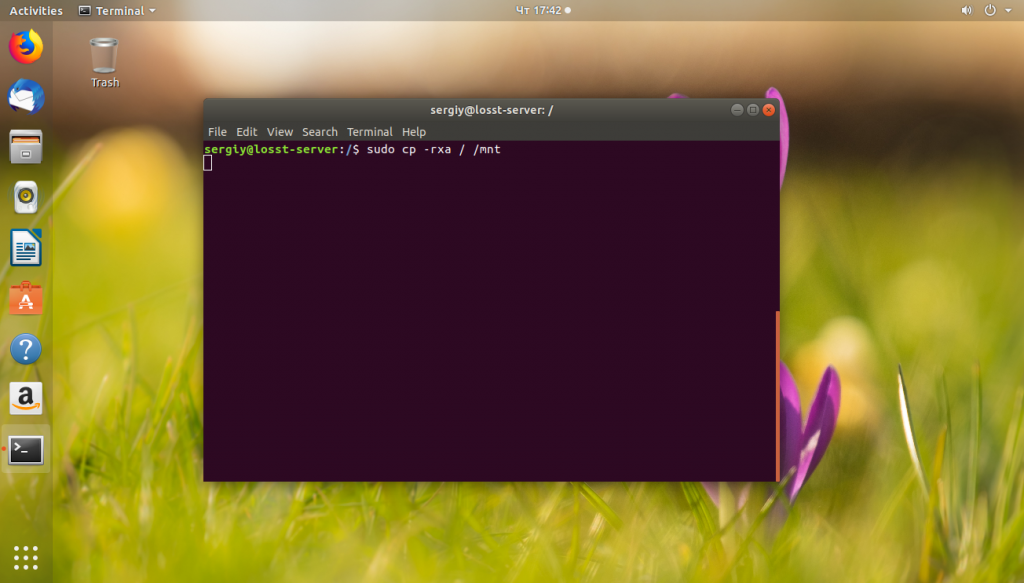 Activities Terminal Чт 17:42
Trash
sergiy@losst-server: /
File Edit View Search Terminal Help
sergiy@losst-server:/$ sudo cp -rxa / /mnt